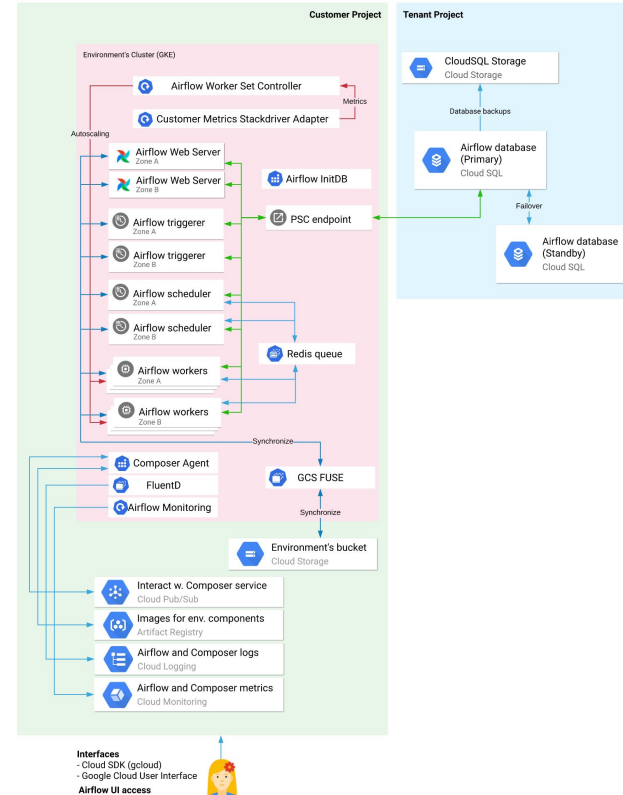 Customer Project
Tenant Project
Environment's Cluster (GKE)
Airflow Worker Set Controller
Metrics
Customer Metrics Stackdriver Adapter
Autoscaling
Airflow Web Server
Zone A
Airflow Web Server
Zone B
Airflow InitDB
PSC endpoint
Airflow triggerer
Zone A
Airflow triggerer
Zone B
Airflow scheduler
Zone A
Airflow scheduler
Zone B
Redis queue
Airflow workers
Zone A
Airflow workers
Zone B
Synchronize
Composer Agent
FluentD
Airflow Monitoring
GCS FUSE
Synchronize
Environment's bucket
Cloud Storage
CloudSQL Storage
Cloud Storage
Database backups
Airflow database
(Primary)
Cloud SQL
Failover
Airflow database
(Standby)
Cloud SQL
Interact w. Composer service
Cloud Pub/Sub
Images for env. components
Artifact Registry
Airflow and Composer logs
Cloud Logging
Airflow and Composer metrics
Cloud Monitoring
Interfaces
- Cloud SDK (gcloud)
- Google Cloud User Interface
Airflow UI access